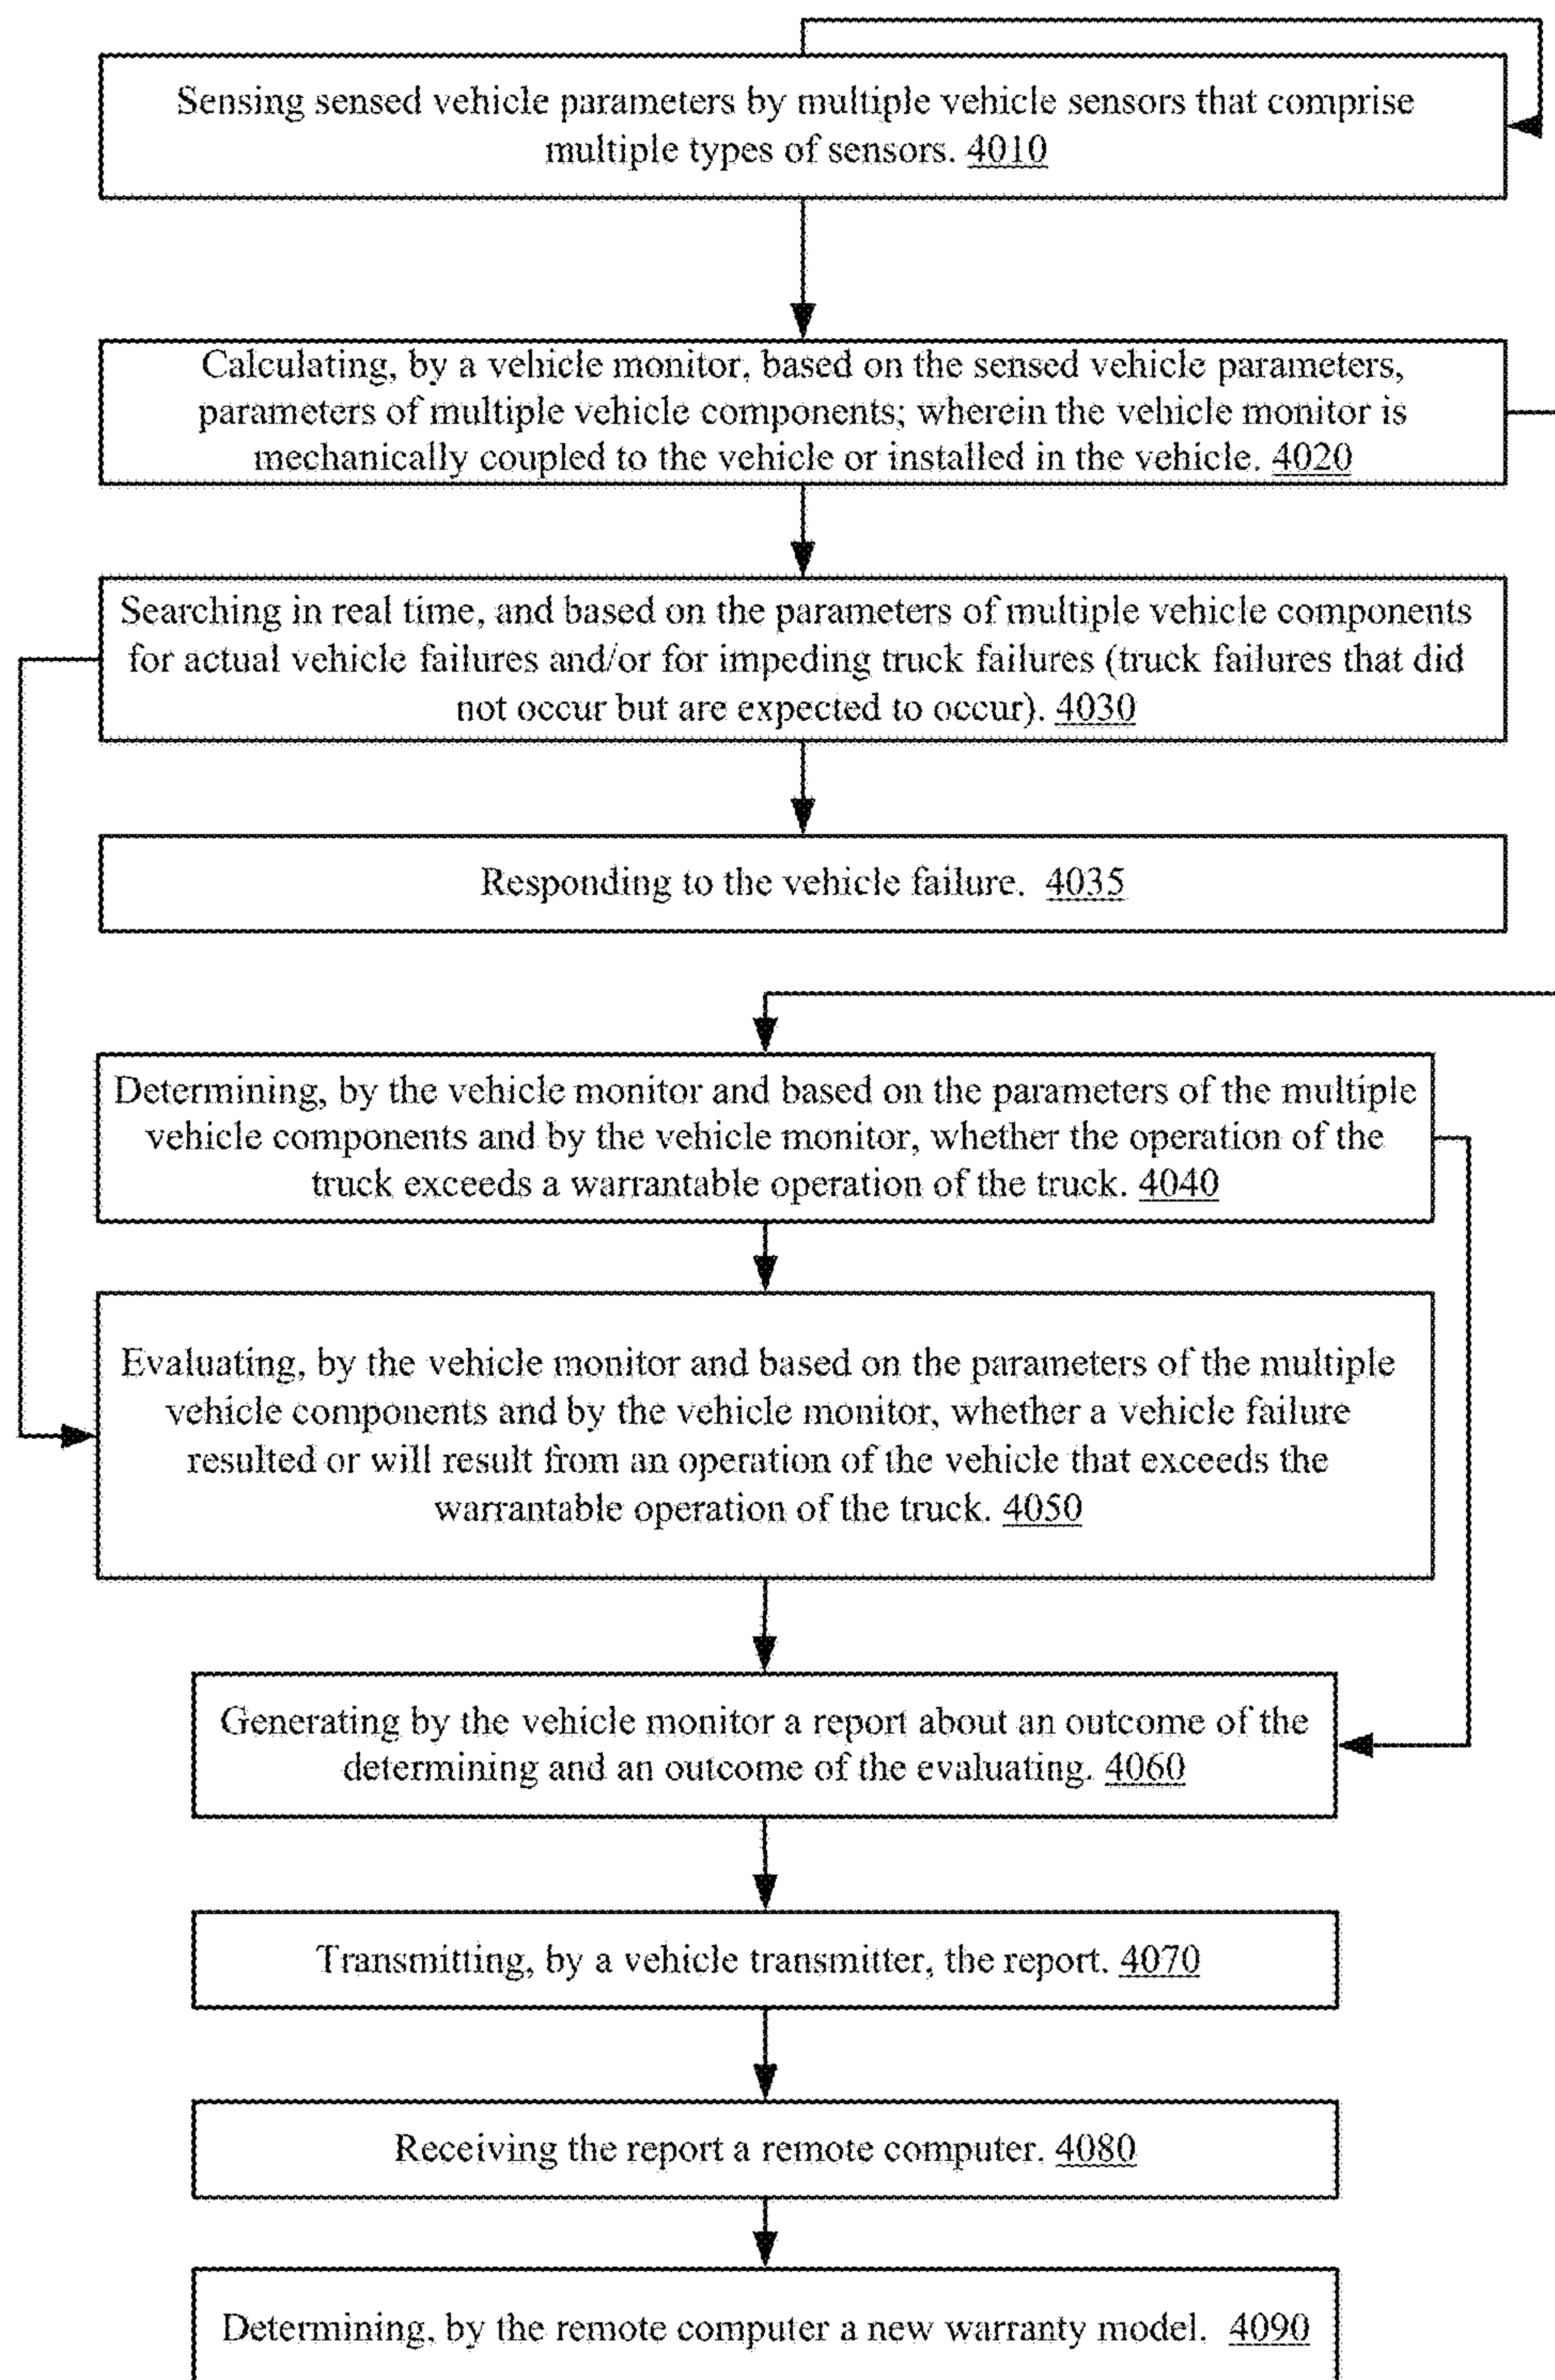 Sensing sensed vehicle parameters by multiple vehicle sensors that comprise
multiple types of sensors. 4010
Calculating, by a vehicle monitor, based on the sensed vehicle parameters,
parameters of multiple vehicle components; wherein the vehicle monitor is
mechanically coupled to the vehicle or installed in the vehicle. 4020
Searching in real time, and based on the parameters of multiple vehicle components
for actual vehicle failures and/or for impeding truck failures (truck failures that did
not occur but are expected to occur). 4030
Responding to the vehicle failure. 4035
Determining, by the vehicle monitor and based on the parameters of the multiple
vehicle components and by the vehicle monitor, whether the operation of the
truck exceeds a warrantable operation of the truck. 4040
Evaluating, by the vehicle monitor and based on the parameters of the multiple
vehicle components and by the vehicle monitor, whether a vehicle failure
resulted or will result from an operation of the vehicle that exceeds the
warrantable operation of the truck. 4050
Generating by the vehicle monitor a report about an outcome of the
determining and an outcome of the evaluating. 4060
Transmitting, by a vehicle transmitter, the report. 4070
Receiving the report a remote computer. 4080
Determining, by the remote computer a new warranty model. 4090